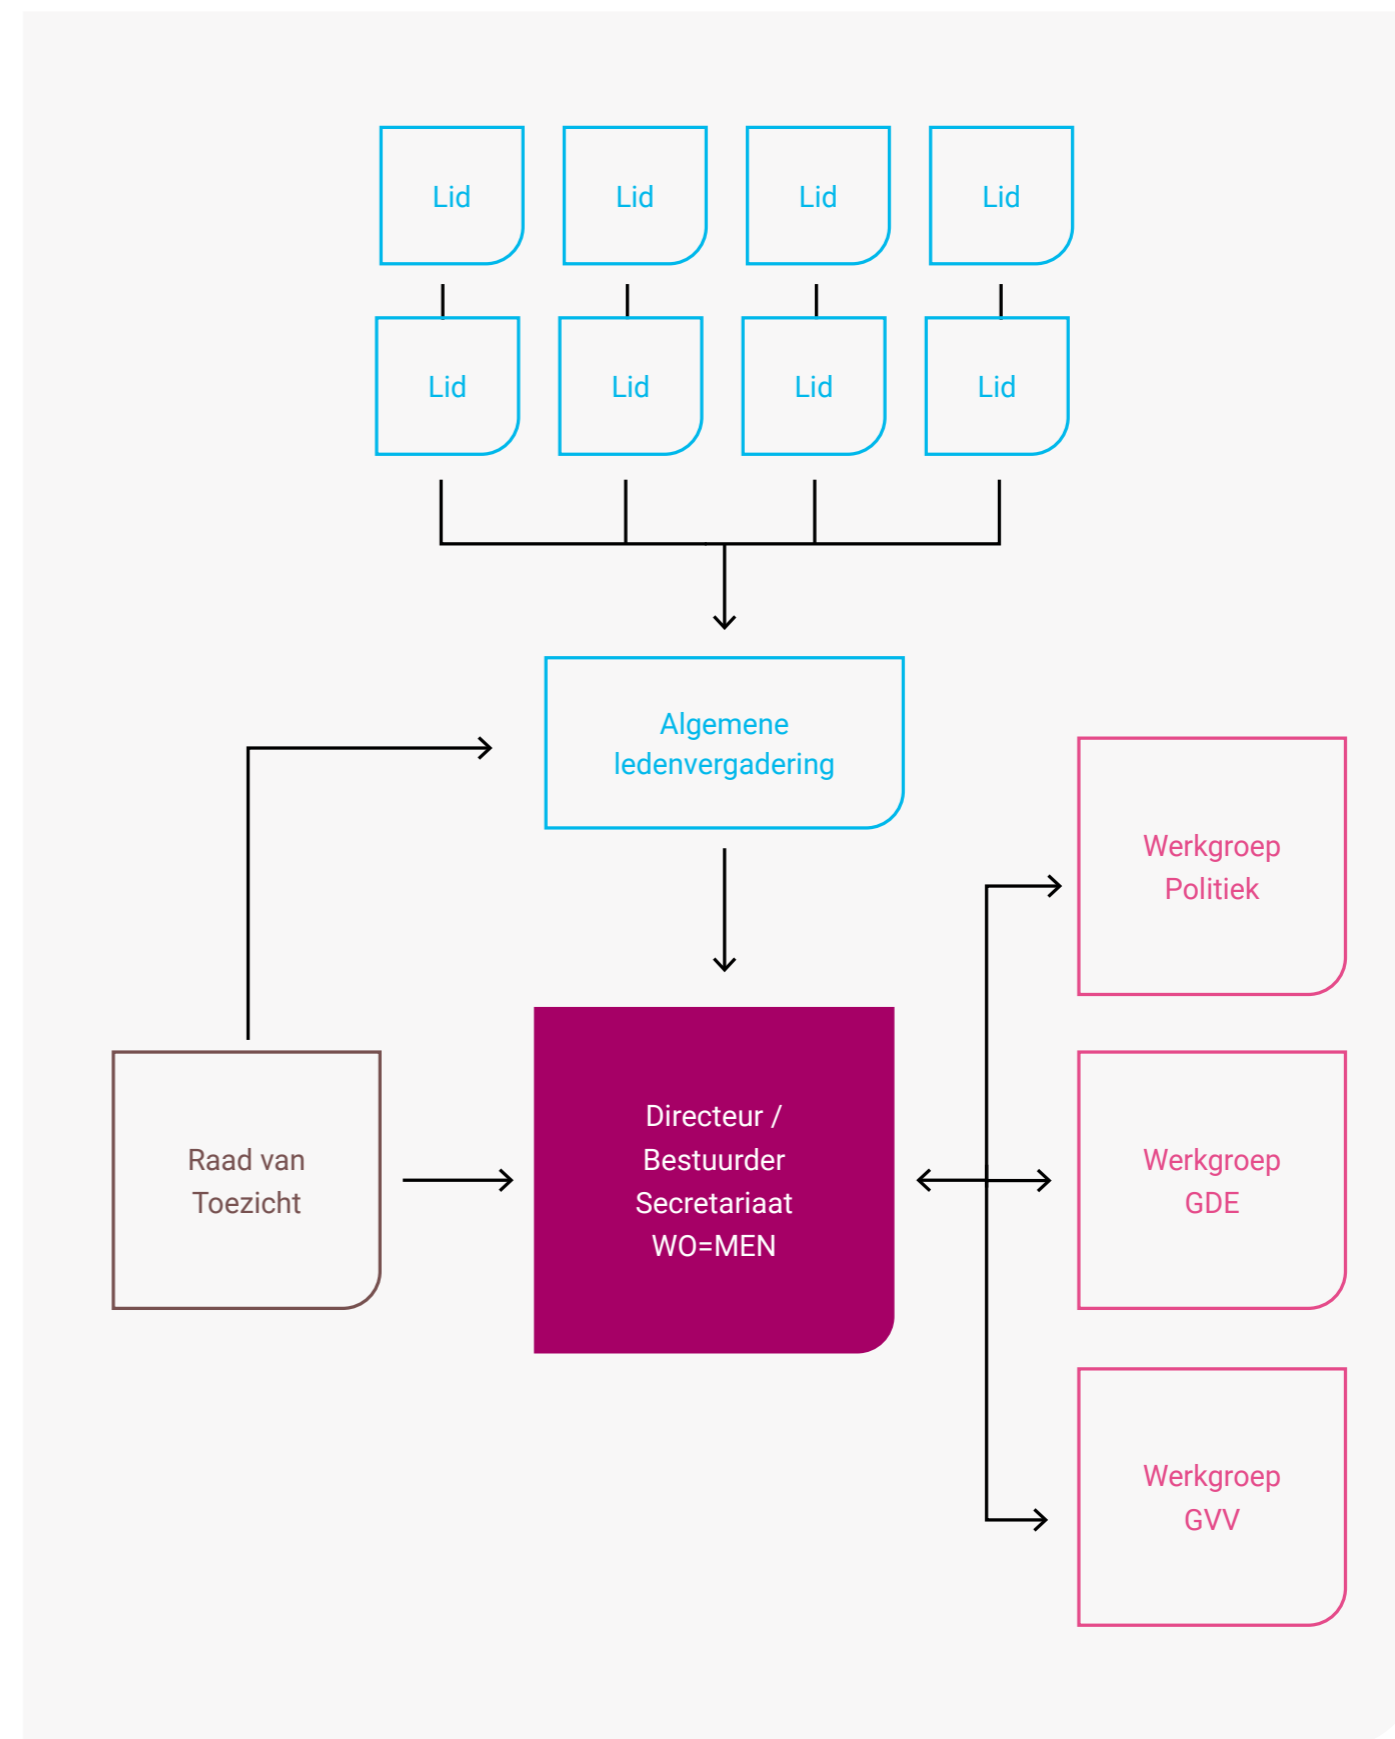 Lid
Lid
Lid
Lid
Lid
Lid
Lid
Lid
Algemene
ledenvergadering
Werkgroep
Politiek
Raad van
Toezicht
Directeur /
Bestuurder
Secretariaat
WO=MEN
Werkgroep
GDE
Werkgroep
GVV